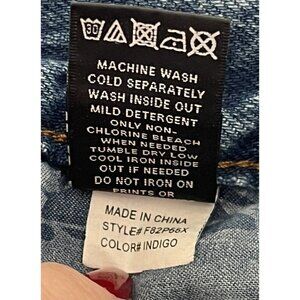 30
MACHINE WASH
COLD SEPARATELY
WASH INSIDE OUT
MILD DETERGENT
ONLY NON-
CHLORINE BLEACH
WHEN NEEDED
TUMBLE DRY LOW
COOL IRON INSIDE
OUT IF NEEDED
DO NOT IRON ON
PRINTS OR
MADE IN CHINA
STYLE# F82P66X
COLOR# INDIGO